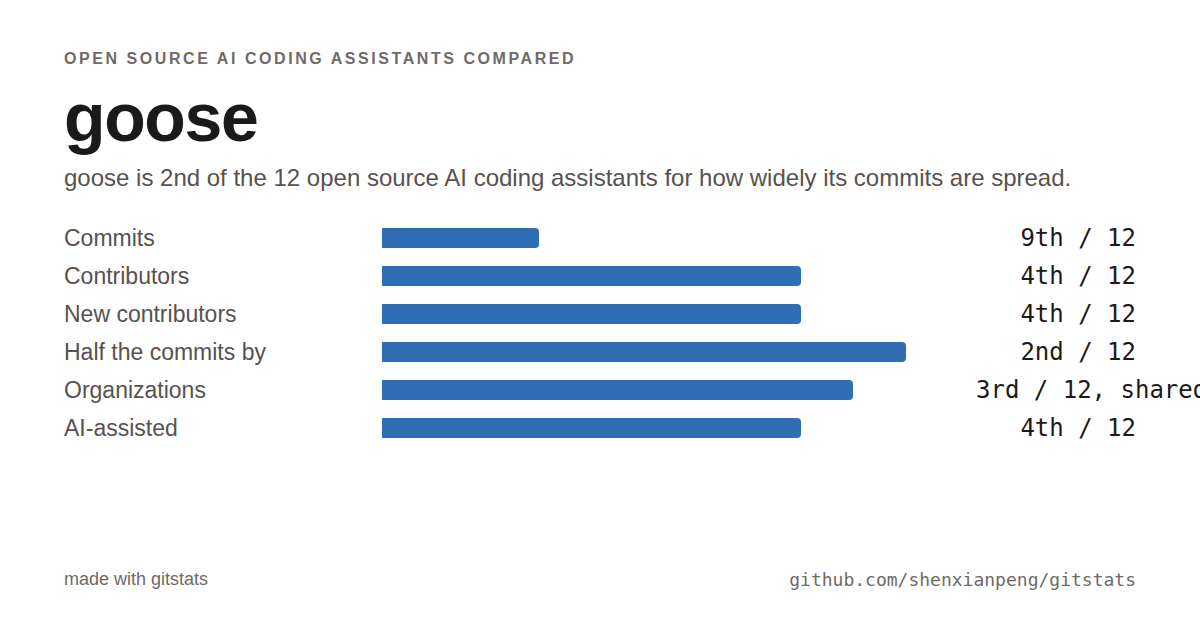 OPEN SOURCE AI CODING ASSISTANTS COMPARED
goose
goose is 2nd of the 12 open source AI coding assistants for how widely its commits are spread.
Commits 9th / 12
Contributors 4th / 12
New contributors 4th / 12
Half the commits by 2nd / 12
Organizations 3rd / 12, shared
AI-assisted 4th / 12
made with gitstats github.com/shenxianpeng/gitstats